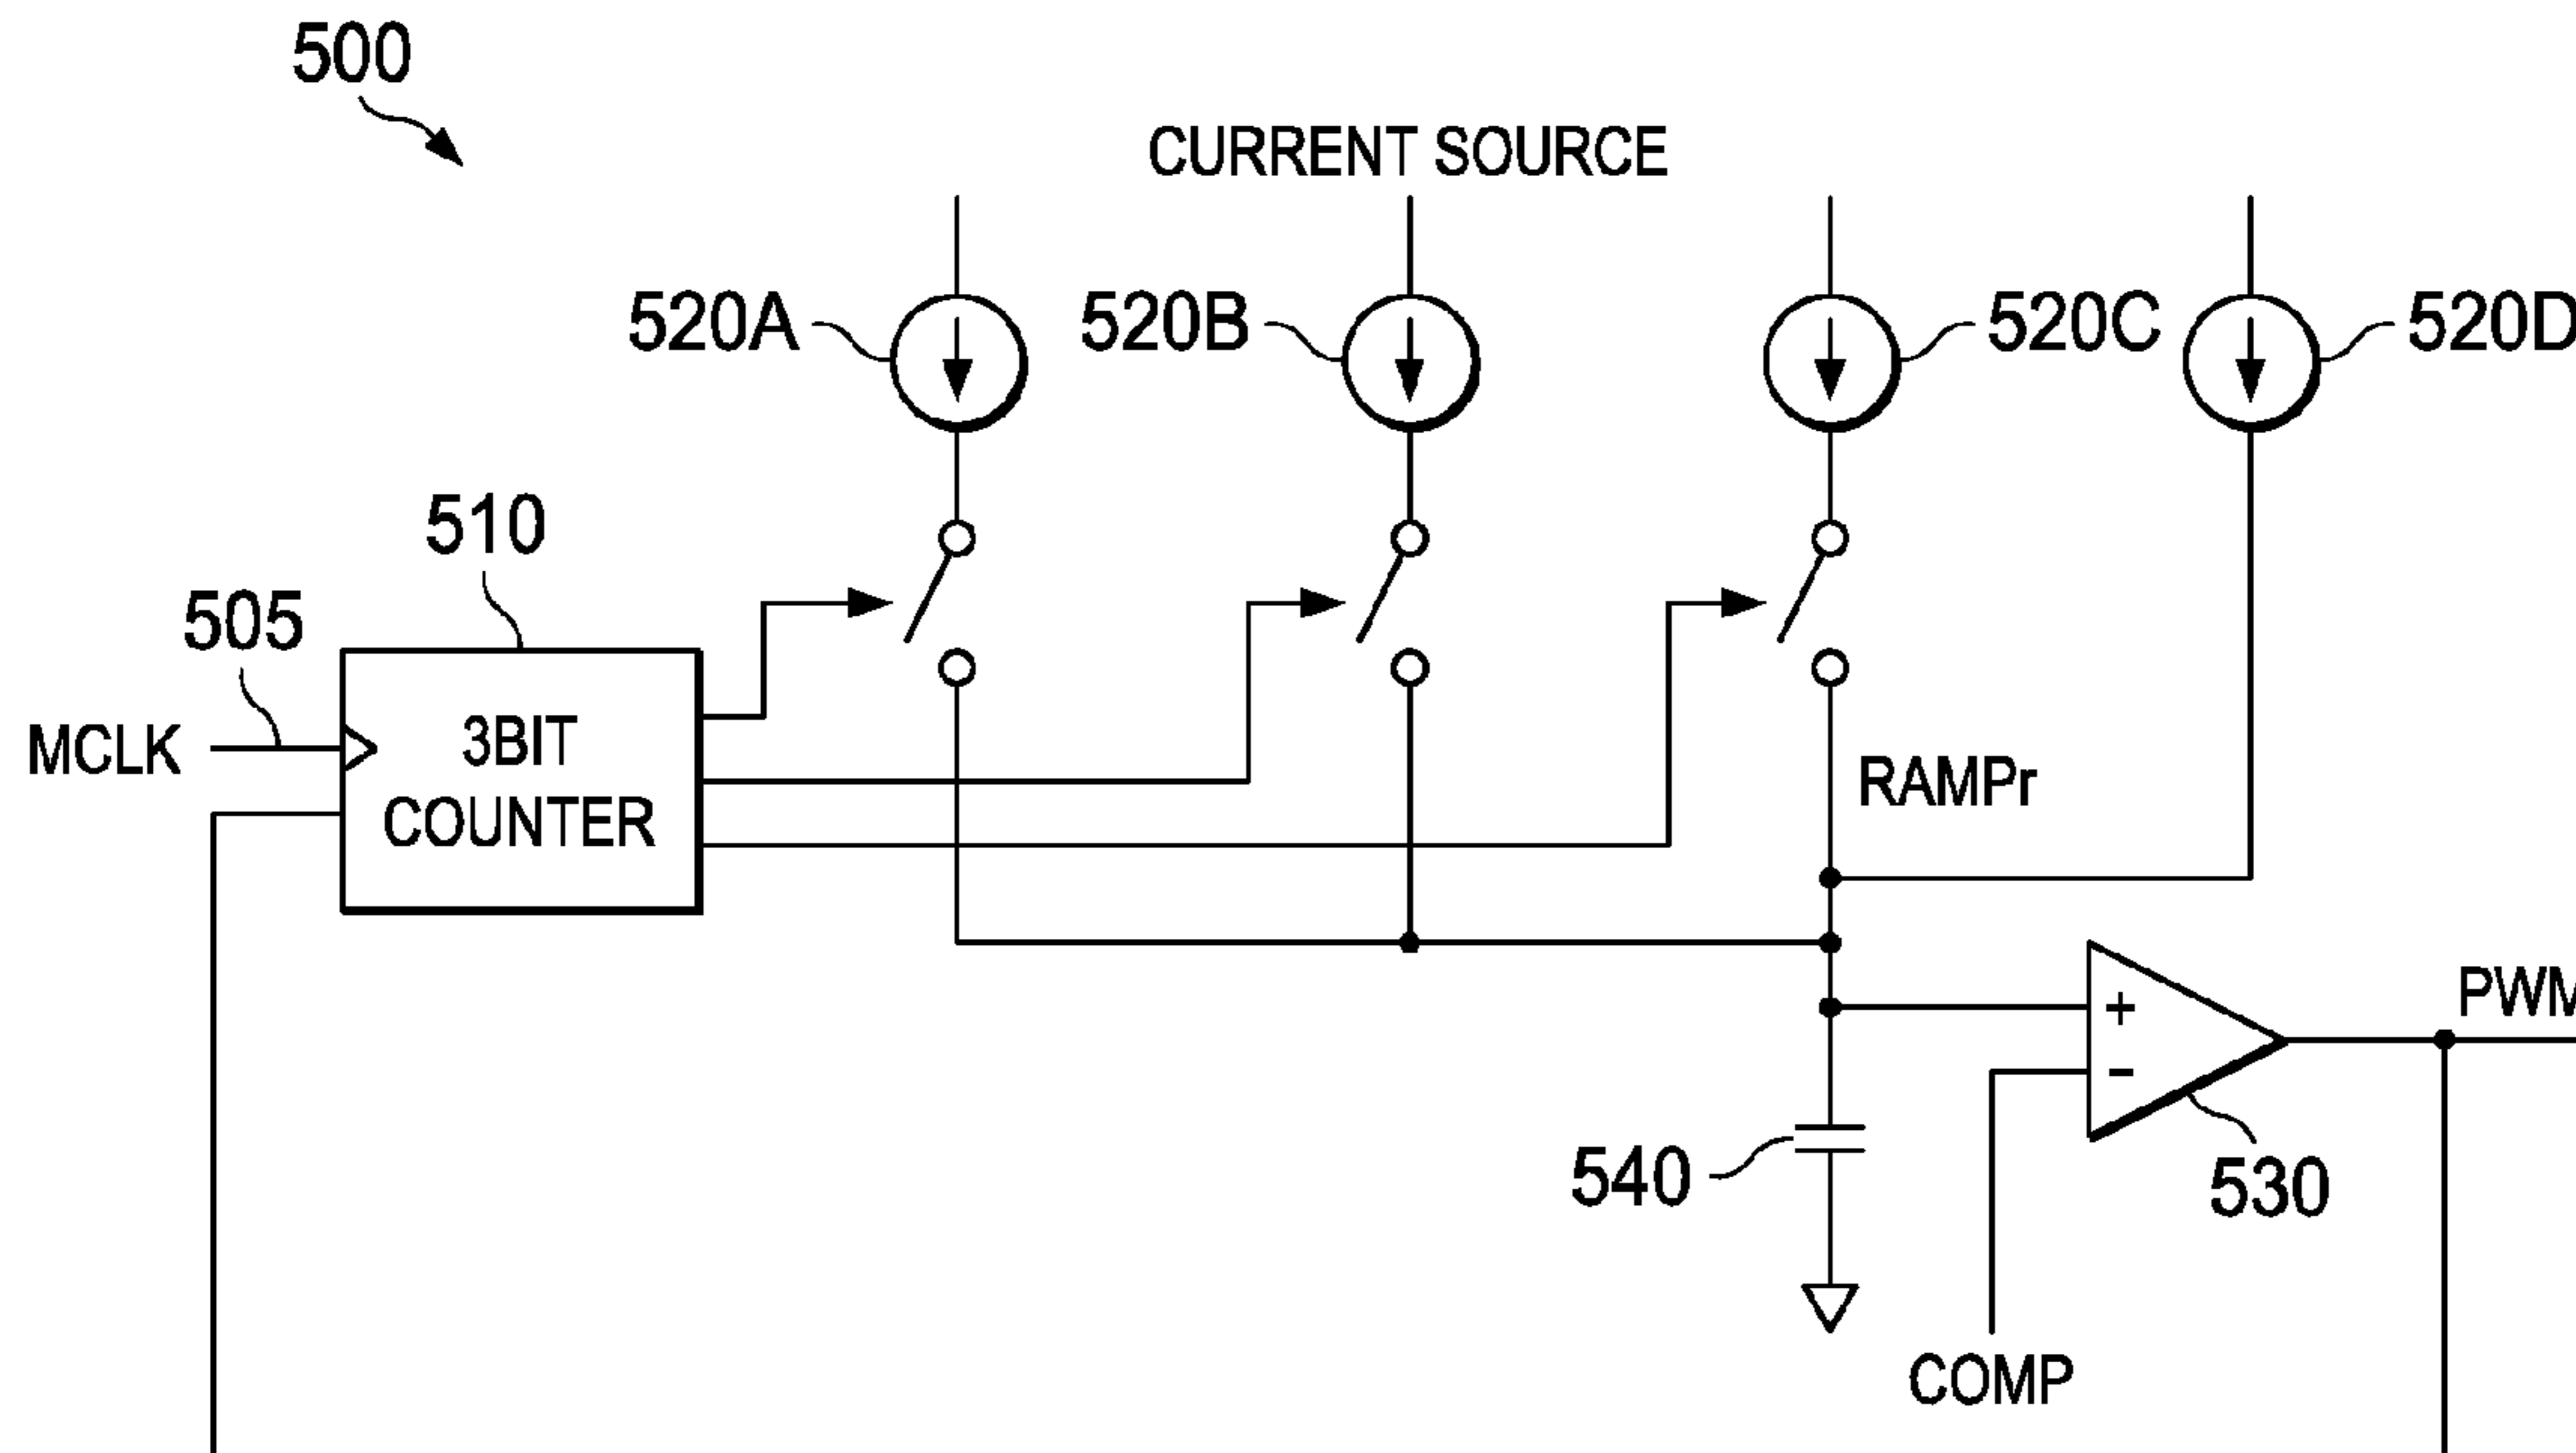 500
CURRENT SOURCE
520A
520B
520C
520D
510
505
MCLK
3BIT
COUNTER
RAMPr
+
-
PWM
540
530
COMP